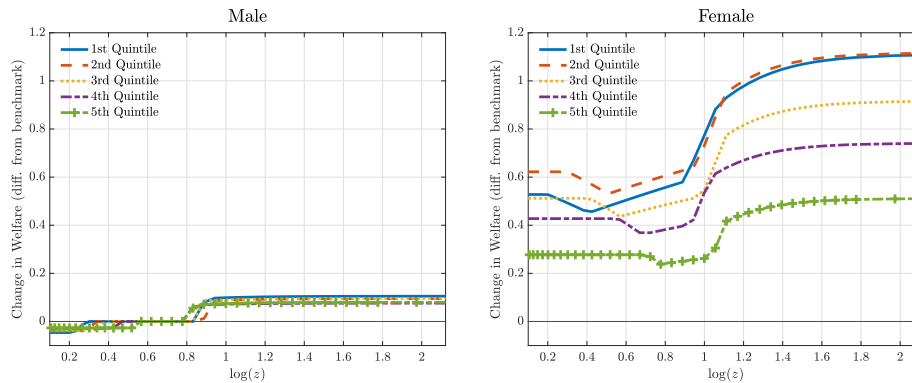 Male
Change in Welfare (diff. from benchmark)
1.2
1
0.8
0.6
0.4
0.2
0
1st Quintile
2nd Quintile
3rd Quintile
4th Quintile
5th Quintile
0.2 0.4 0.6 0.8 1 1.2 1.4 1.6 1.8 2
log(z)
Female
Change in Welfare (diff. from benchmark)
1.2
1
0.8
0.6
0.4
0.2
0
1st Quintile
2nd Quintile
3rd Quintile
4th Quintile
5th Quintile
0.2 0.4 0.6 0.8 1 1.2 1.4 1.6 1.8 2
log(z)